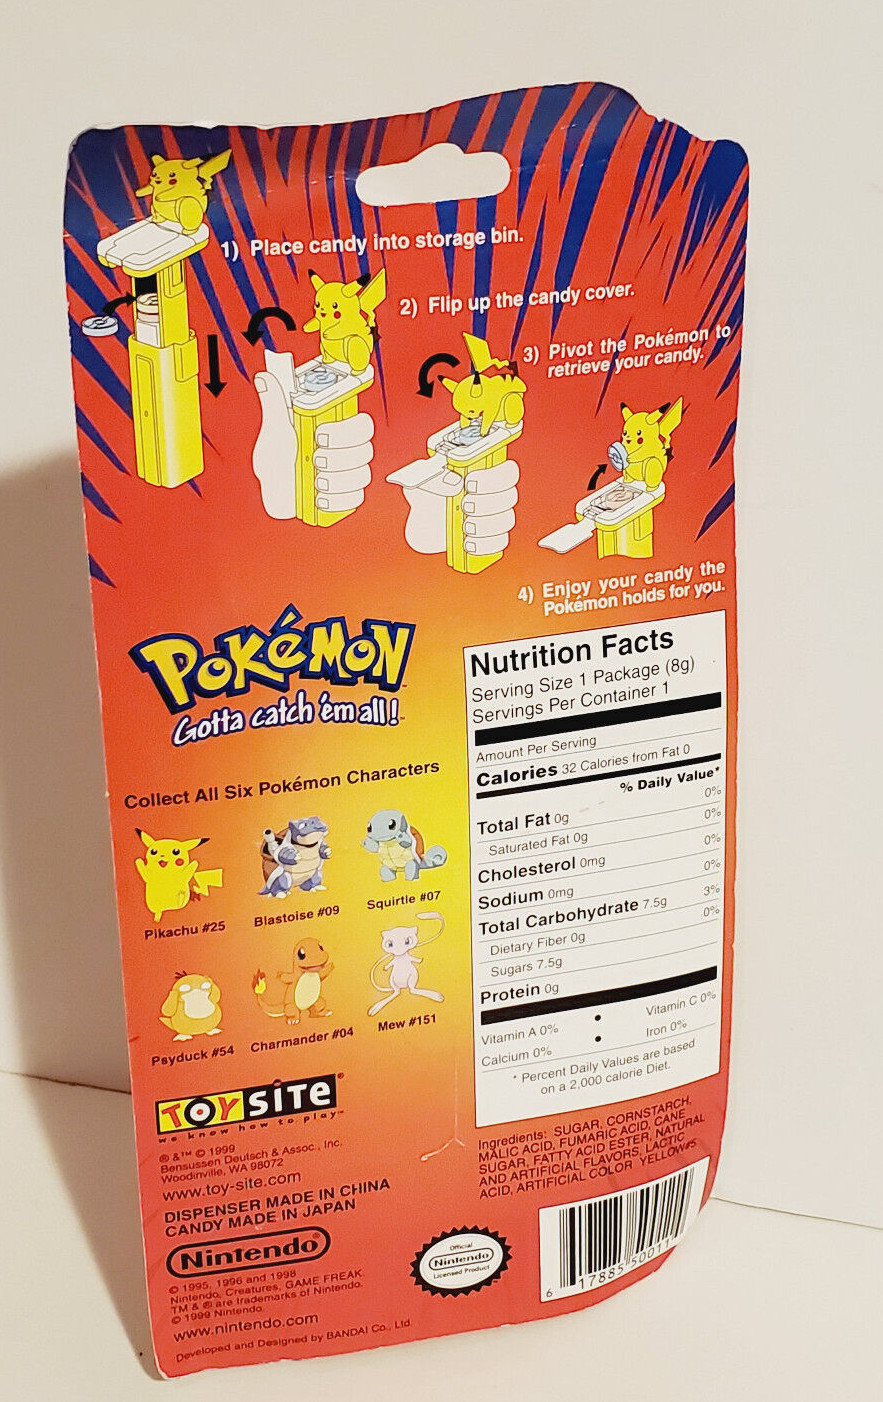 1) Place candy into storage bin.
2) Flip up the candy cover.
3) Pivot the Pokémon to
retrieve your candy.
4) Enjoy your candy the
Pokémon holds for you.
POKéMON
Gotta catch 'em all!
Collect All Six Pokémon Characters
Pikachu #25
Blastoise #09
Squirtle #07
Psyduck #54
Charmander #04
Mew #151
TOYSiTe®
we know how to play™
® &™ © 1999
Bensussen Deutsch & Assoc., Inc.
Woodinville, WA 98072
www.toy-site.com
DISPENSER MADE IN CHINA
CANDY MADE IN JAPAN
Nintendo®
© 1995, 1996 and 1998
Nintendo, Creatures, GAME FREAK.
TM & ® are trademarks of Nintendo.
© 1999 Nintendo.
www.nintendo.com
Developed and Designed by BANDAI Co., Ltd.
Nutrition Facts
Serving Size 1 Package (8g)
Servings Per Container 1
Amount Per Serving
Calories 32 Calories from Fat 0
% Daily Value*
Total Fat 0g 0%
Saturated Fat 0g 0%
Cholesterol 0mg 0%
Sodium 0mg 0%
Total Carbohydrate 7.5g 3%
Dietary Fiber 0g 0%
Sugars 7.5g
Protein 0g
Vitamin A 0% • Vitamin C 0%
Calcium 0% • Iron 0%
* Percent Daily Values are based
on a 2,000 calorie Diet.
Ingredients: SUGAR, CORNSTARCH,
MALIC ACID, FUMARIC ACID, CANE
SUGAR, FATTY ACID ESTER, NATURAL
AND ARTIFICIAL FLAVORS, LACTIC
ACID, ARTIFICIAL COLOR YELLOW#5
Official
Nintendo
Licensed Product
6 17885 50011